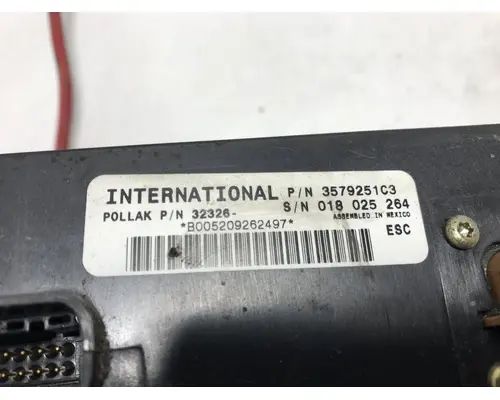 INTERNATIONAL P/N 3579251C3
POLLAK P/N 32326- S/N 018 025 264
*B005209262497* ASSEMBLED IN MEXICO
ESC